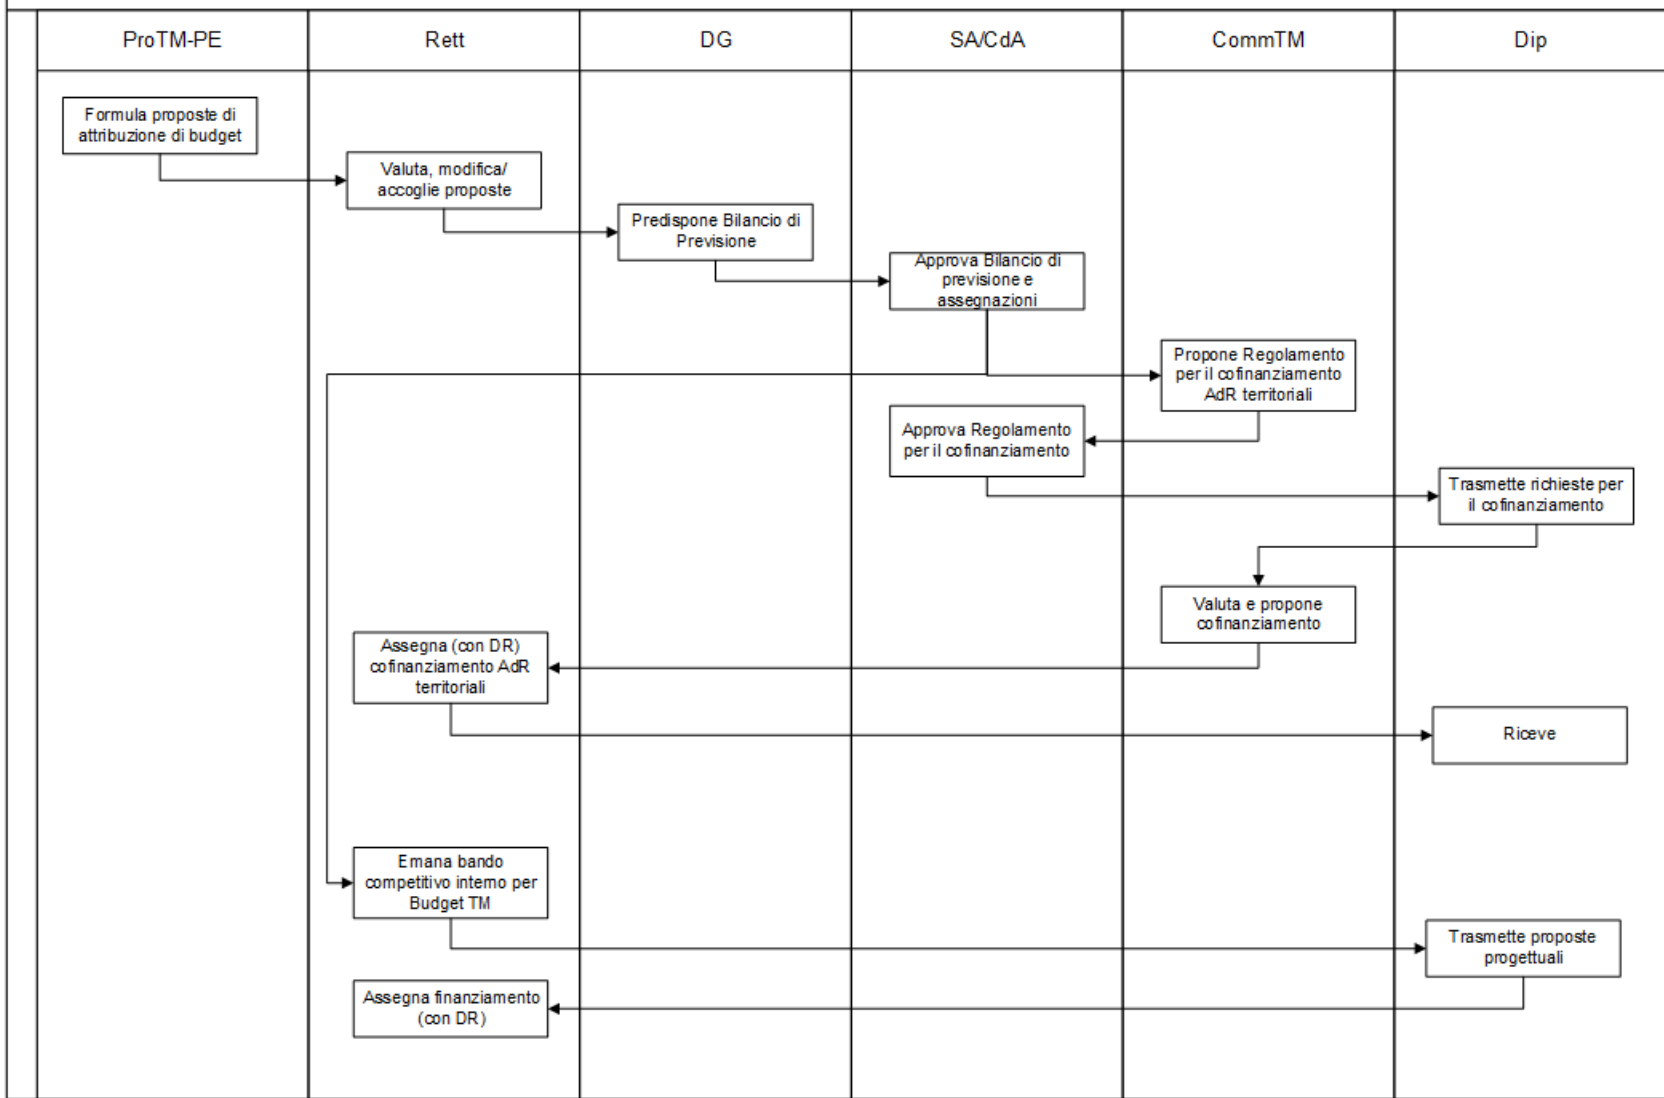 ProTM-PE
Rett
DG
SA/CdA
CommTM
Dip
Formula proposte di
attribuzione di budget
Valuta, modifica/
accoglie proposte
Predispone Bilancio di
Previsione
Approva Bilancio di
previsione e
assegnazioni
Propone Regolamento
per il cofinanziamento
AdR territoriali
Approva Regolamento
per il cofinanziamento
Trasmette richieste per
il cofinanziamento
Valuta e propone
cofinanziamento
Assegna (con DR)
cofinanziamento AdR
territoriali
Riceve
Emana bando
competitivo interno per
Budget TM
Trasmette proposte
progettuali
Assegna finanziamento
(con DR)